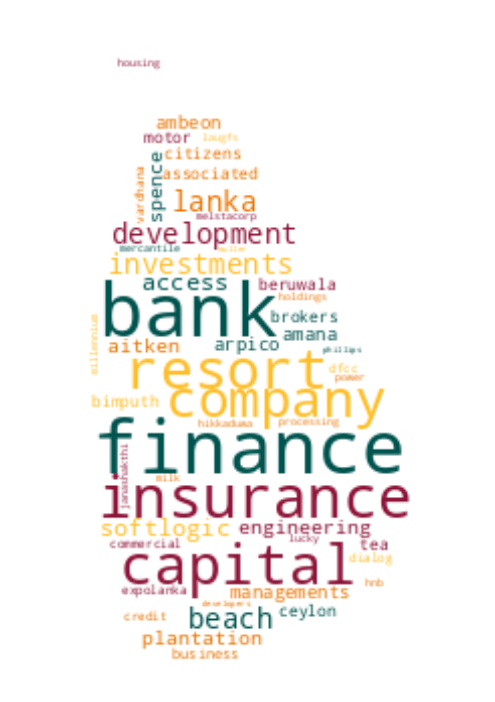 housing
ambeon
motor laugfs
citizens
spence
vardhana
associated
lanka
melstacorp
development
mercantile
investments
access beruwala
holdings
bank
brokers
millennium
amana
aitken arpico
phillips
resort
dfcc
power
company
bimputh
hikkaduwa processing
finance
janashakthi
milk
insurance
softlogic engineering
lucky
commercial tea
capital
dialog
hnb
expolanka managements
developers
beach ceylon
credit
plantation
business